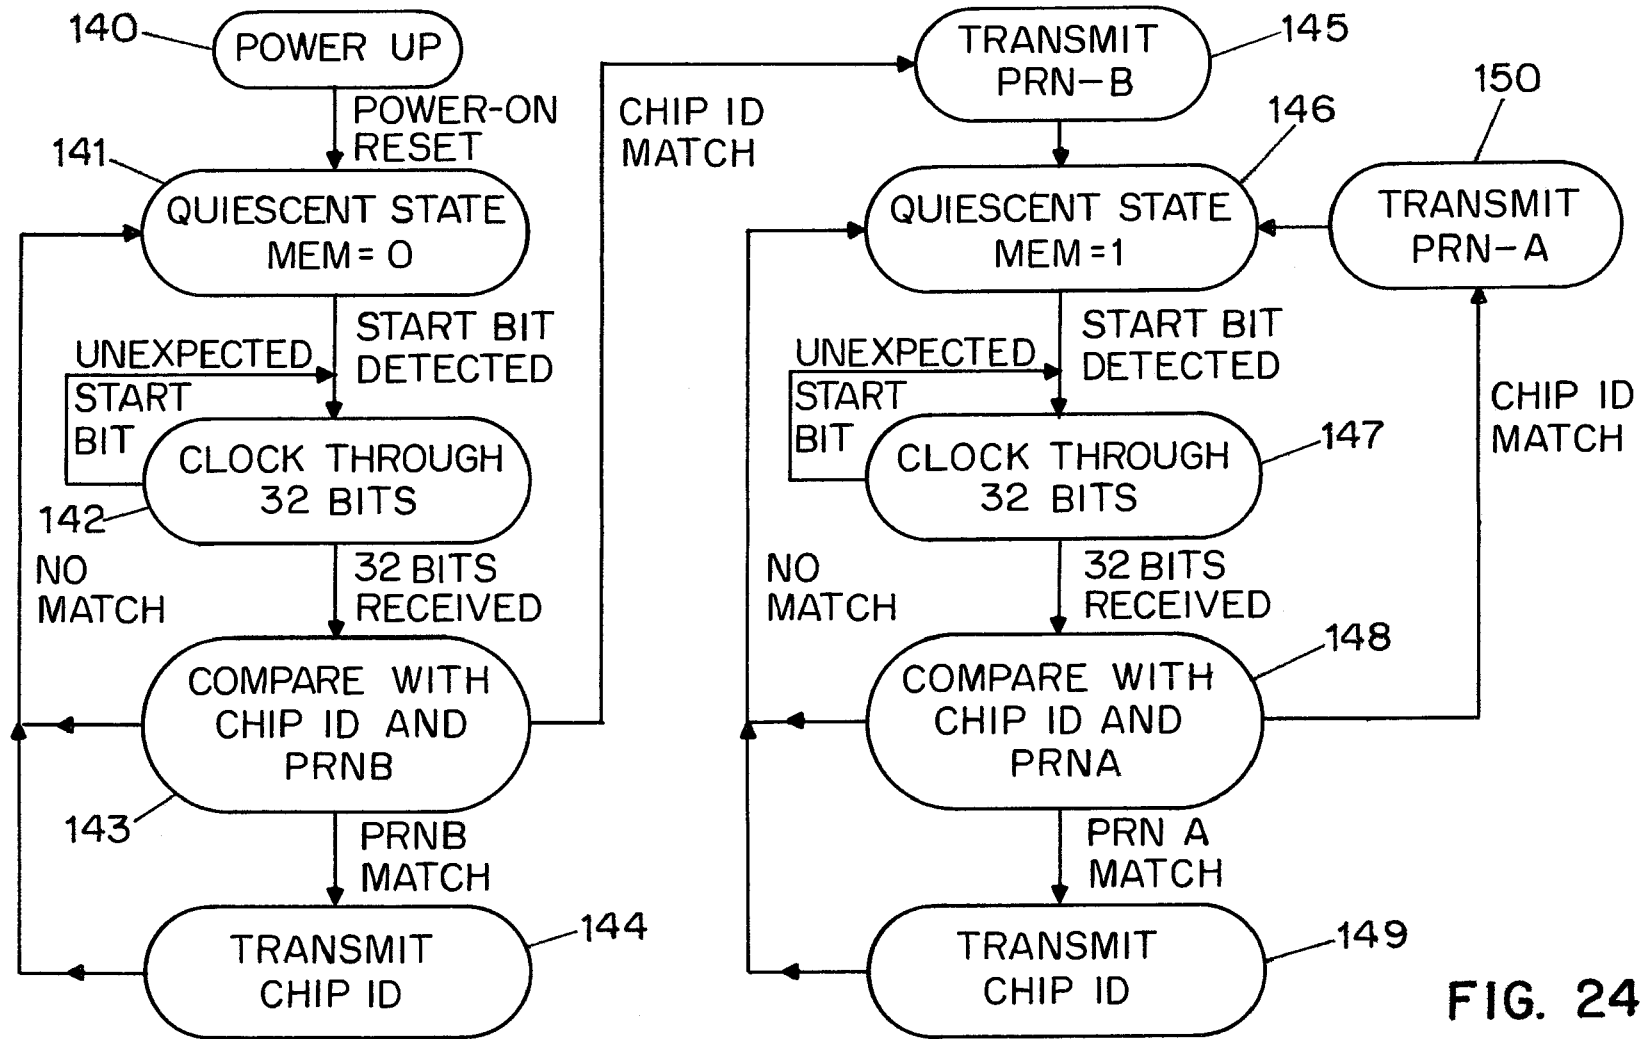 140
POWER UP
POWER-ON
RESET
141
QUIESCENT STATE
MEM=0
START BIT
DETECTED
UNEXPECTED
START
BIT
CLOCK THROUGH
32 BITS
142
NO
MATCH
32 BITS
RECEIVED
COMPARE WITH
CHIP ID AND
PRNB
143
PRNB
MATCH
TRANSMIT
CHIP ID
144
CHIP ID
MATCH
TRANSMIT
PRN-B
145
146
QUIESCENT STATE
MEM=1
150
TRANSMIT
PRN-A
START BIT
DETECTED
UNEXPECTED
START
BIT
CLOCK THROUGH
32 BITS
147
CHIP ID
MATCH
NO
MATCH
32 BITS
RECEIVED
COMPARE WITH
CHIP ID AND
PRNA
148
PRN A
MATCH
TRANSMIT
CHIP ID
149
FIG. 24